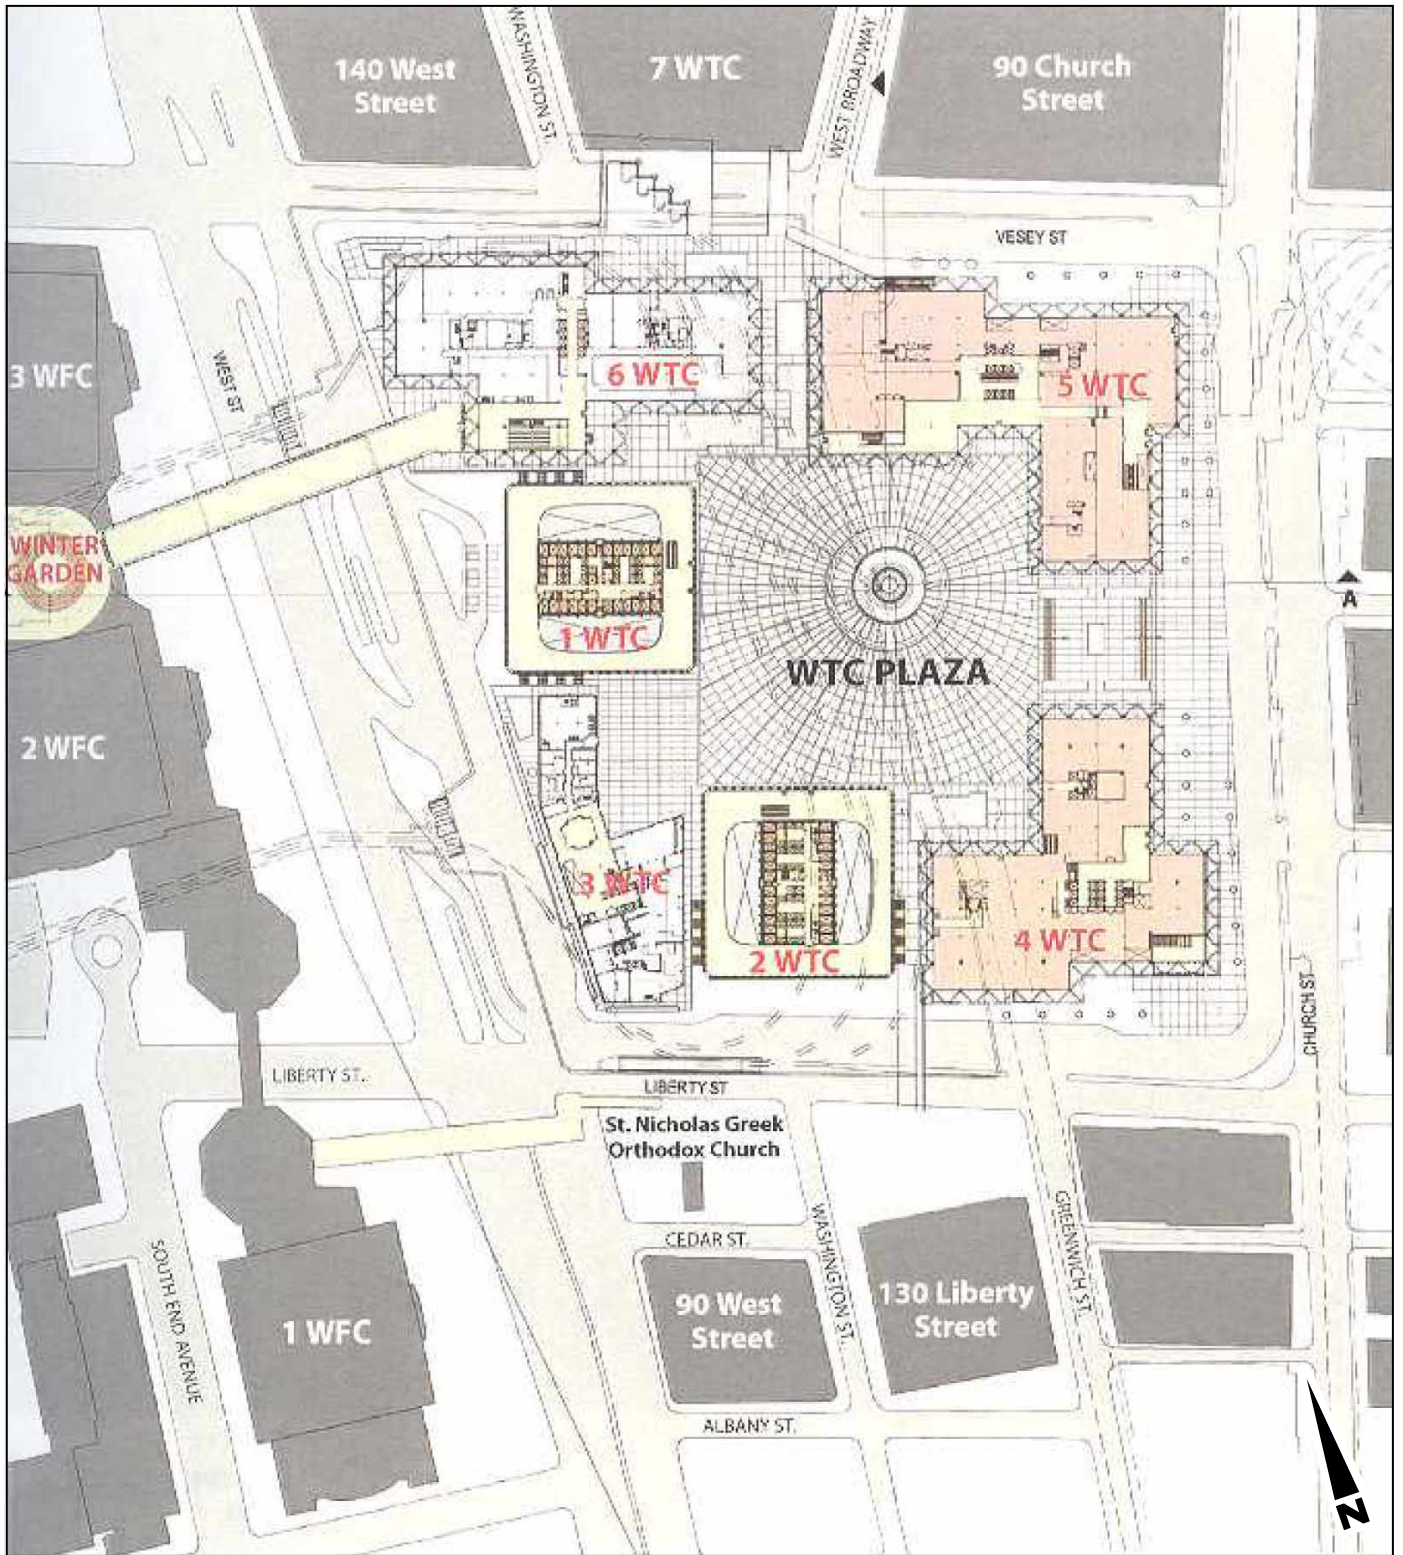 140 West
Street
WASHINGTON ST.
7 WTC
WEST BROADWAY
90 Church
Street
VESEY ST
3 WFC
WEST ST
6 WTC
5 WTC
WINTER
GARDEN
1 WTC
WTC PLAZA
A
2 WFC
3 WTC
2 WTC
4 WTC
CHURCH ST
LIBERTY ST.
LIBERTY ST
St. Nicholas Greek
Orthodox Church
CEDAR ST.
WASHINGTON ST.
GREENWICH ST.
SOUTH END AVENUE
1 WFC
90 West
Street
130 Liberty
Street
ALBANY ST.
N